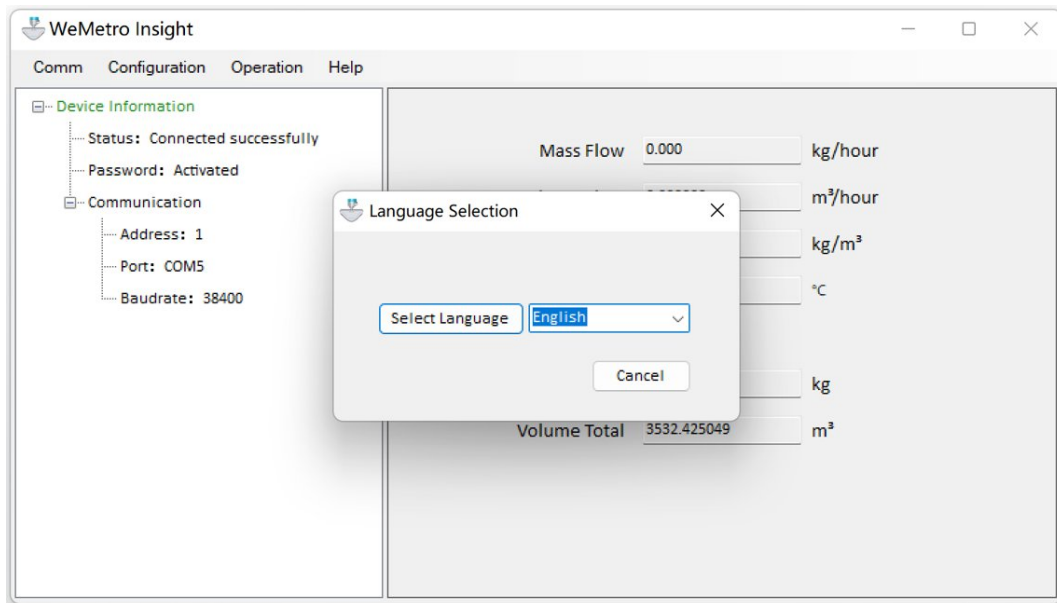 WeMetro Insight
Comm Configuration Operation Help
Device Information
Status: Connected successfully
Password: Activated
Communication
Address: 1
Port: COM5
Baudrate: 38400
Mass Flow 0.000 kg/hour
m³/hour
kg/m³
°C
kg
Volume Total 3532.425049 m³
Language Selection
Select Language English
Cancel